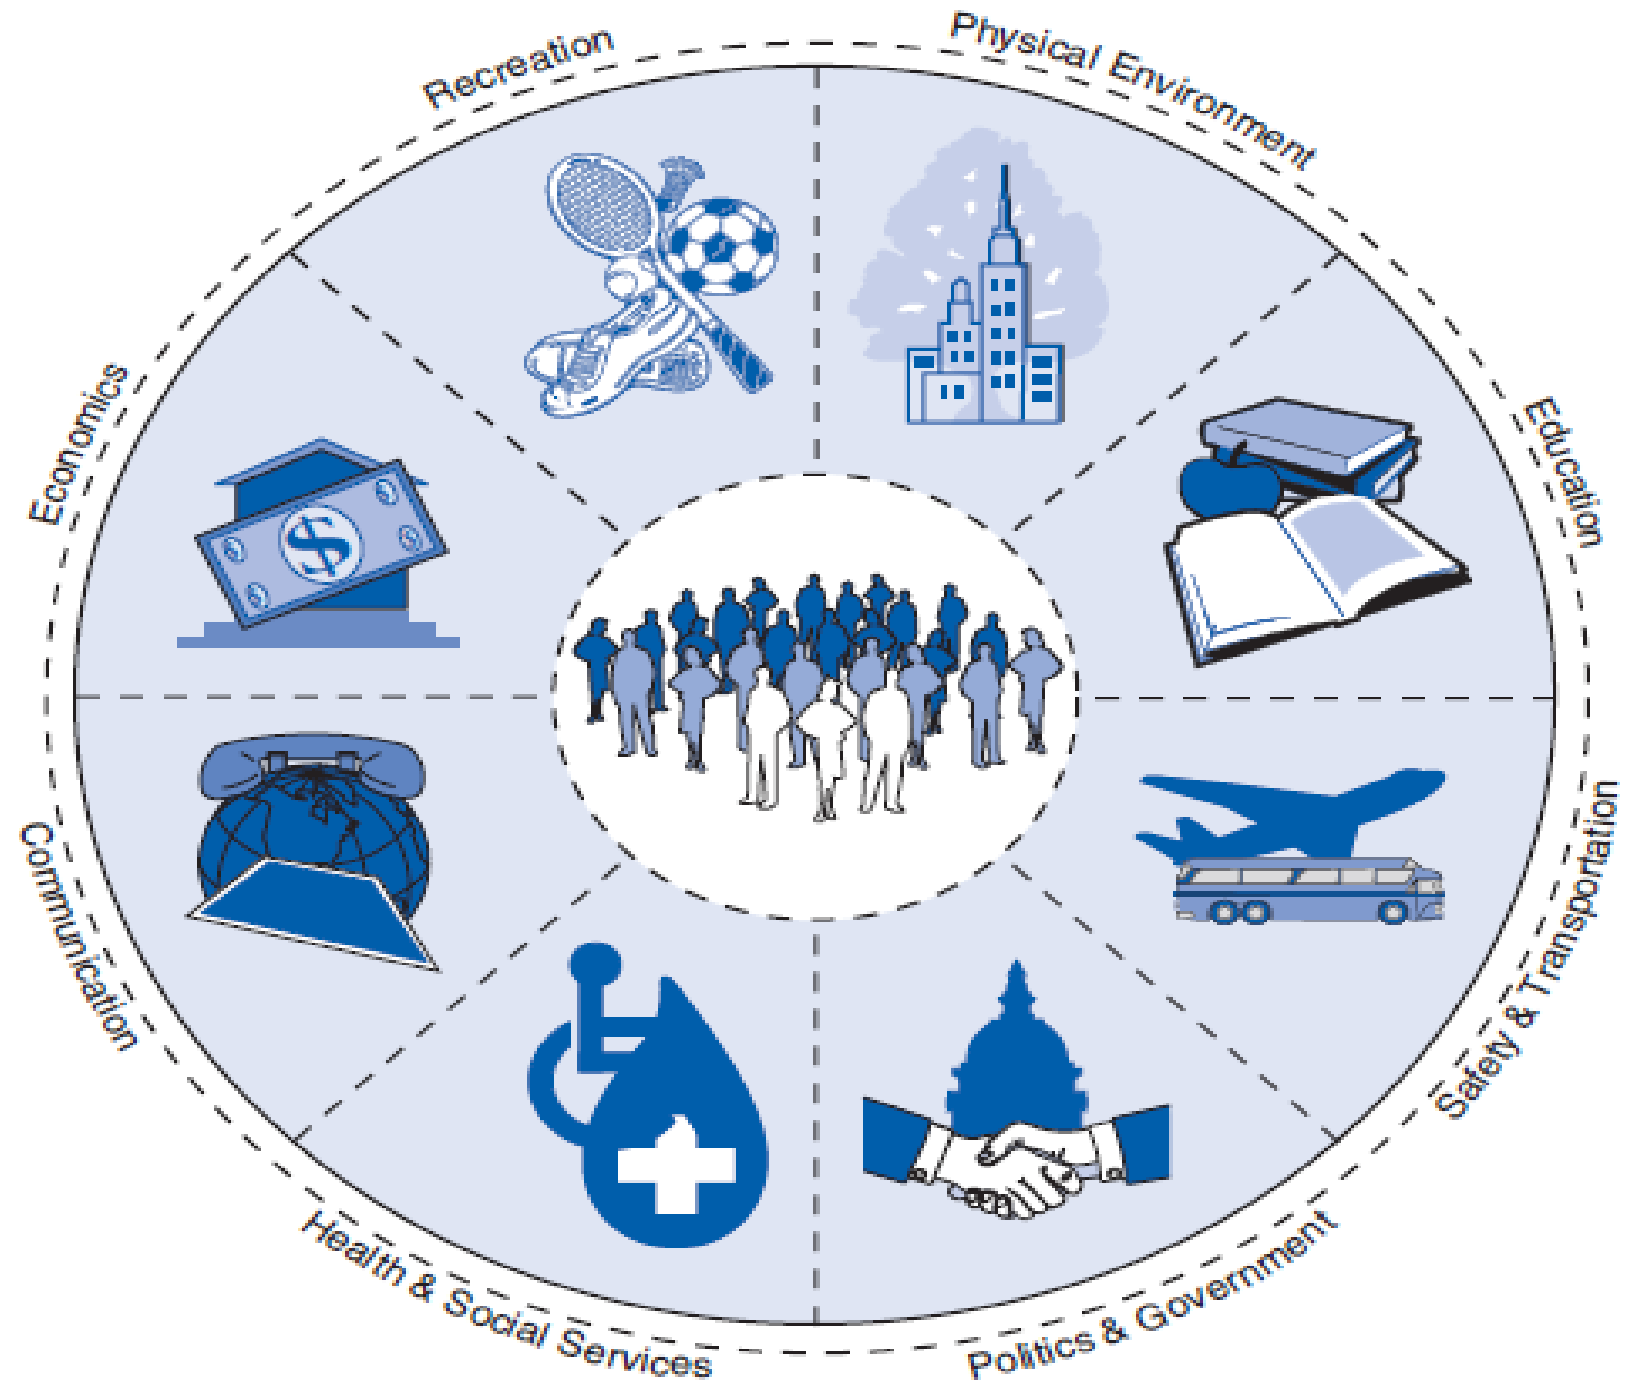 Recreation
Physical Environment
Economics
Education
$
Communication
Safety & Transportation
Health & Social Services
Politics & Government